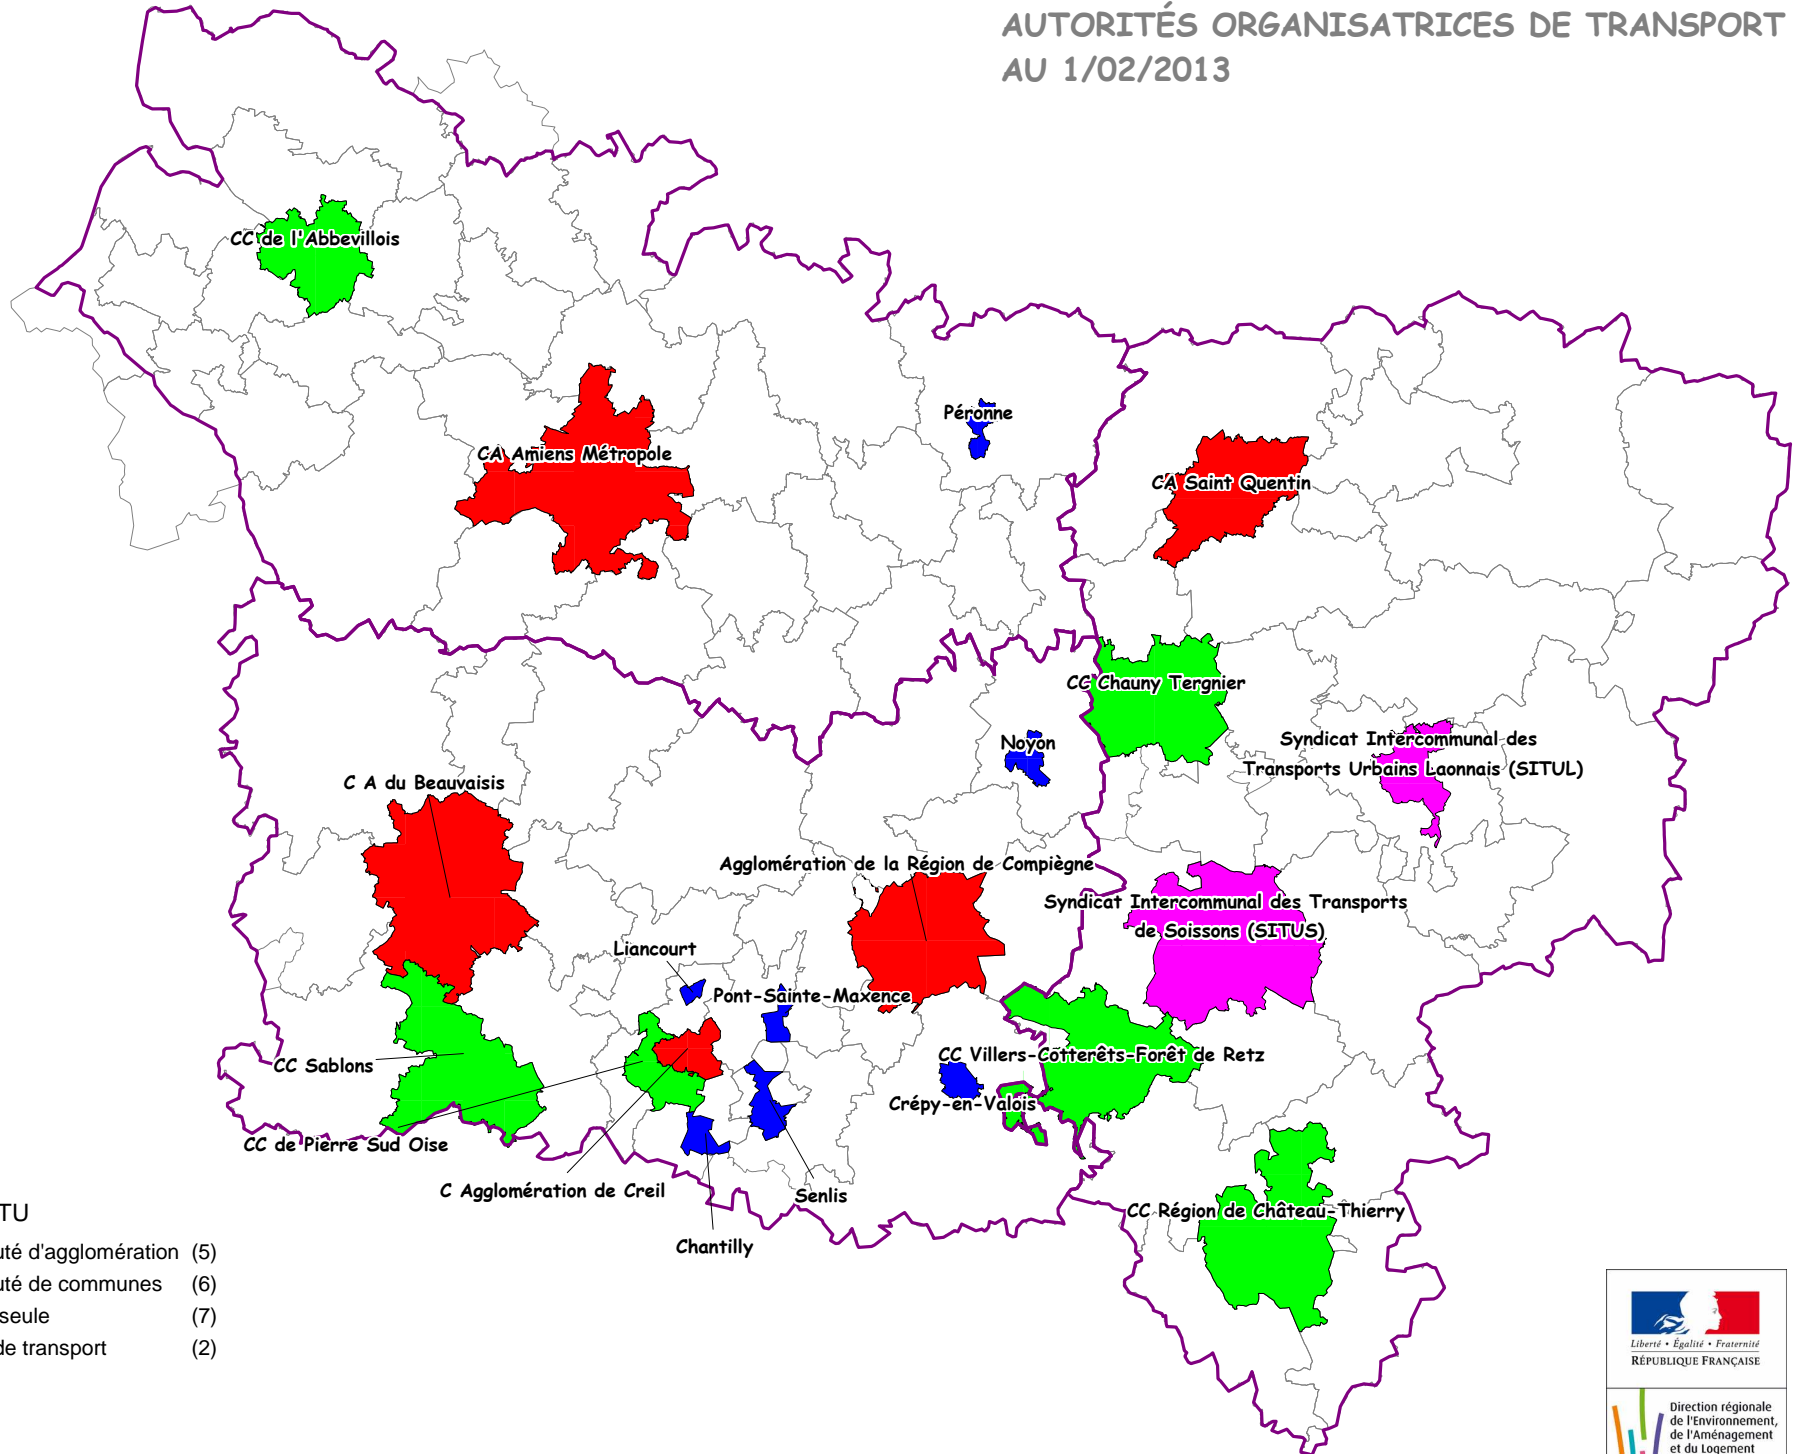 AUTORITÉS ORGANISATRICES DE TRANSPORT
AU 1/02/2013
CC de l'Abbevillois
Péronne
CA Amiens Métropole
CA Saint Quentin
CC Chauny Tergnier
Noyon
Syndicat Intercommunal des
Transports Urbains Laonnais (SITUL)
C A du Beauvaisis
Agglomération de la Région de Compiègne
Syndicat Intercommunal des Transports
de Soissons (SITUS)
Liancourt
Pont-Sainte-Maxence
CC Sablons
CC Villers-Cotterêts-Forêt de Retz
Crépy-en-Valois
CC de Pierre Sud Oise
C Agglomération de Creil
Senlis
Chantilly
CC Région de Château-Thierry
TU
uté d'agglomération (5)
uté de communes (6)
seule (7)
de transport (2)
Liberté • Égalité • Fraternité
RÉPUBLIQUE FRANÇAISE
Direction régionale
de l'Environnement,
de l'Aménagement
et du Logement